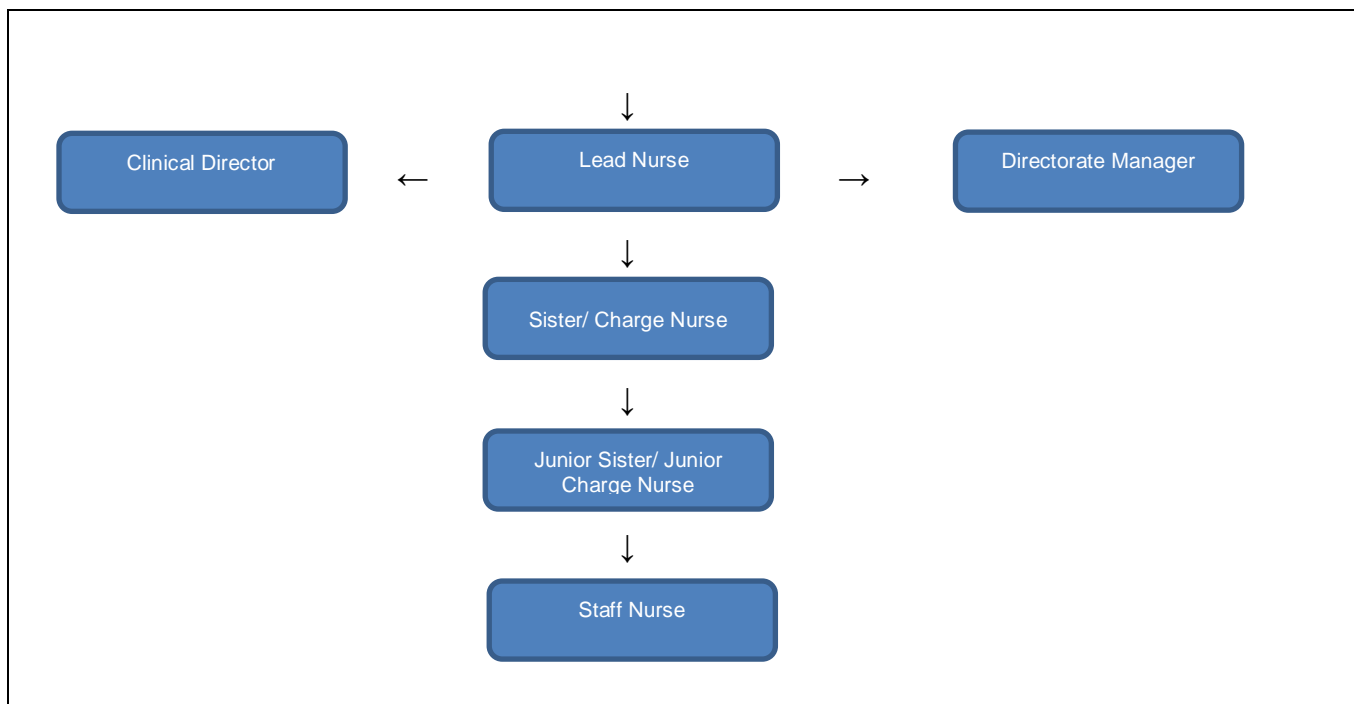 ↓
Clinical Director
←
Lead Nurse
→
Directorate Manager
↓
Sister/ Charge Nurse
↓
Junior Sister/ Junior
Charge Nurse
↓
Staff Nurse